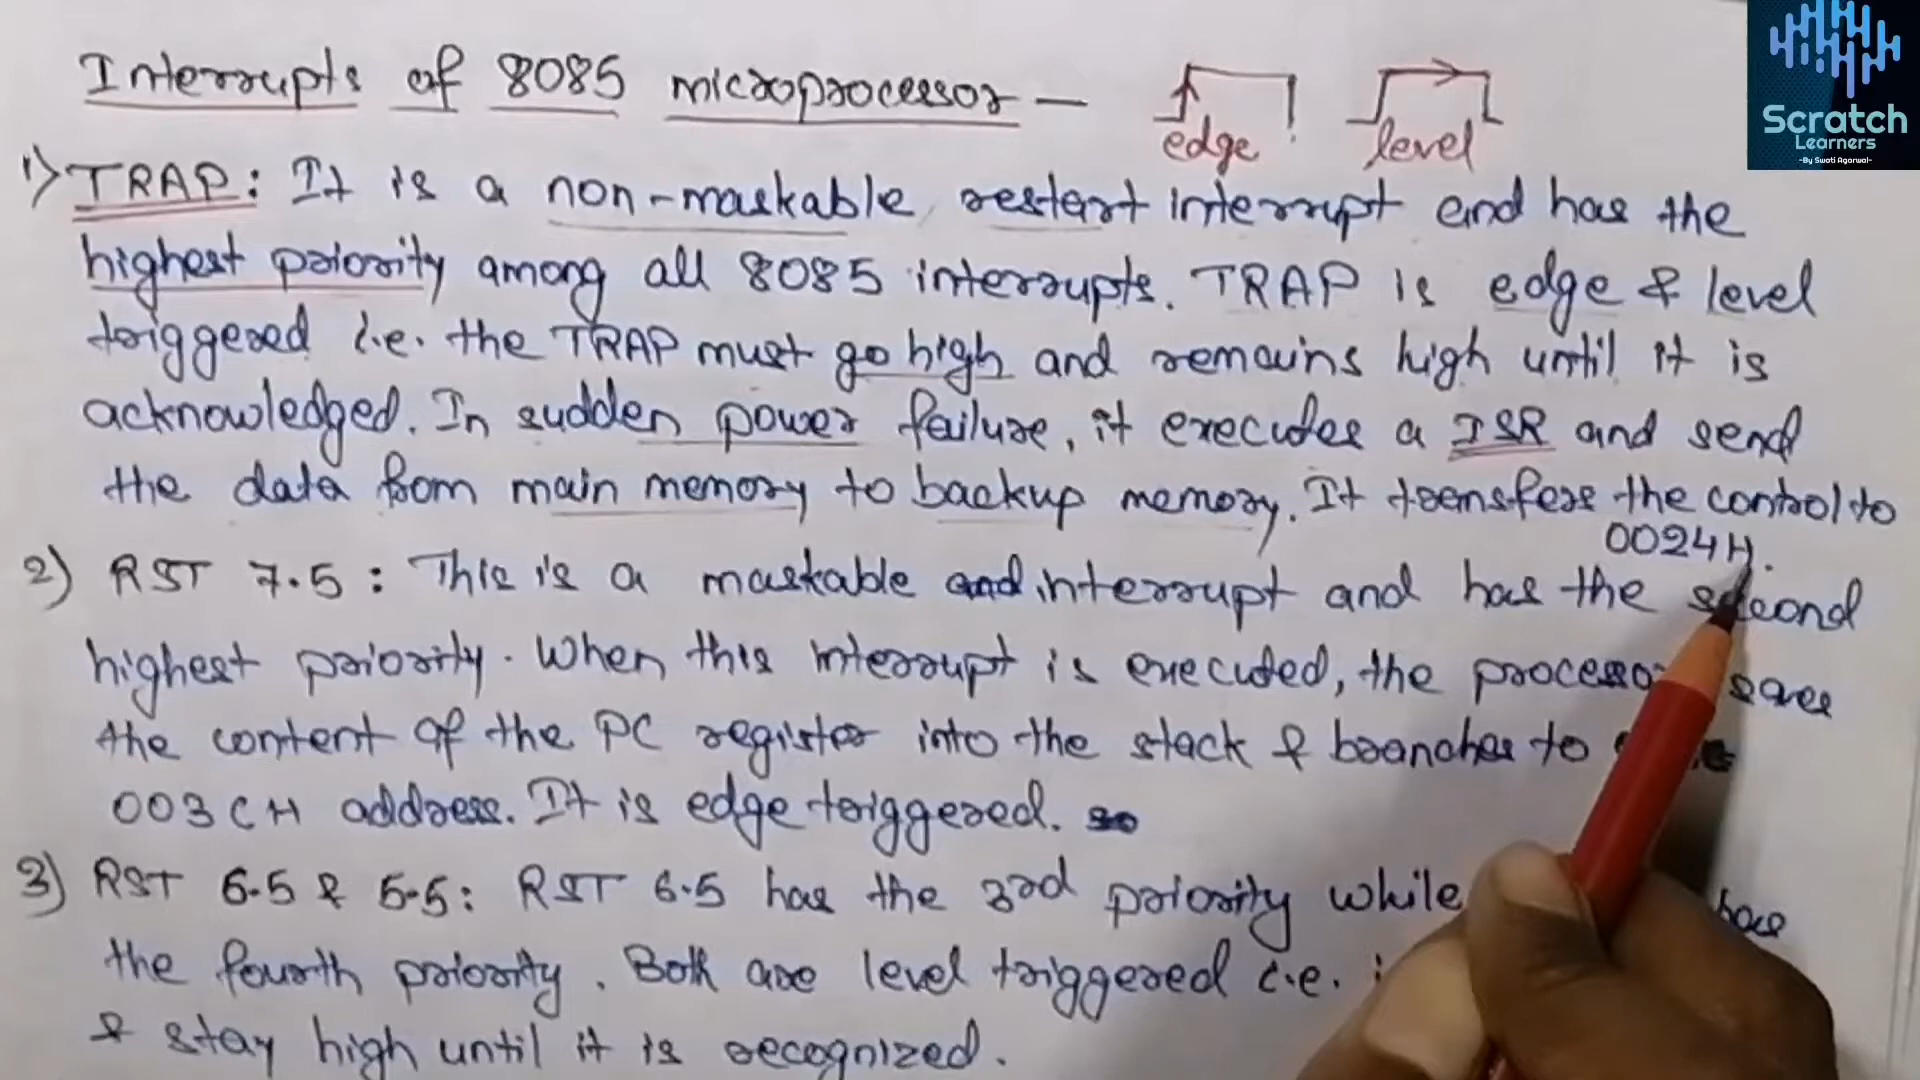 Interrupts of 8085 microprocessor —
edge level
Scratch
Learners
-By Swati Agarwal-
1) TRAP: It is a non-maskable, restart interrupt and has the
highest priority among all 8085 interrupts. TRAP is edge & level
triggered i.e. the TRAP must go high and remains high until it is
acknowledged. In sudden power failure, it executes a ISR and send
the data from main memory to backup memory. It transfers the control to
0024H.
2) RST 7.5: This is a maskable and interrupt and has the second
highest priority. When this interrupt is executed, the processor saves
the content of the PC register into the stack & branches to
003CH address. It is edge triggered. so
3) RST 6.5 & 5.5: RST 6.5 has the 3rd priority while has
the fourth priority. Both are level triggered i.e.
& stay high until it is recognized.